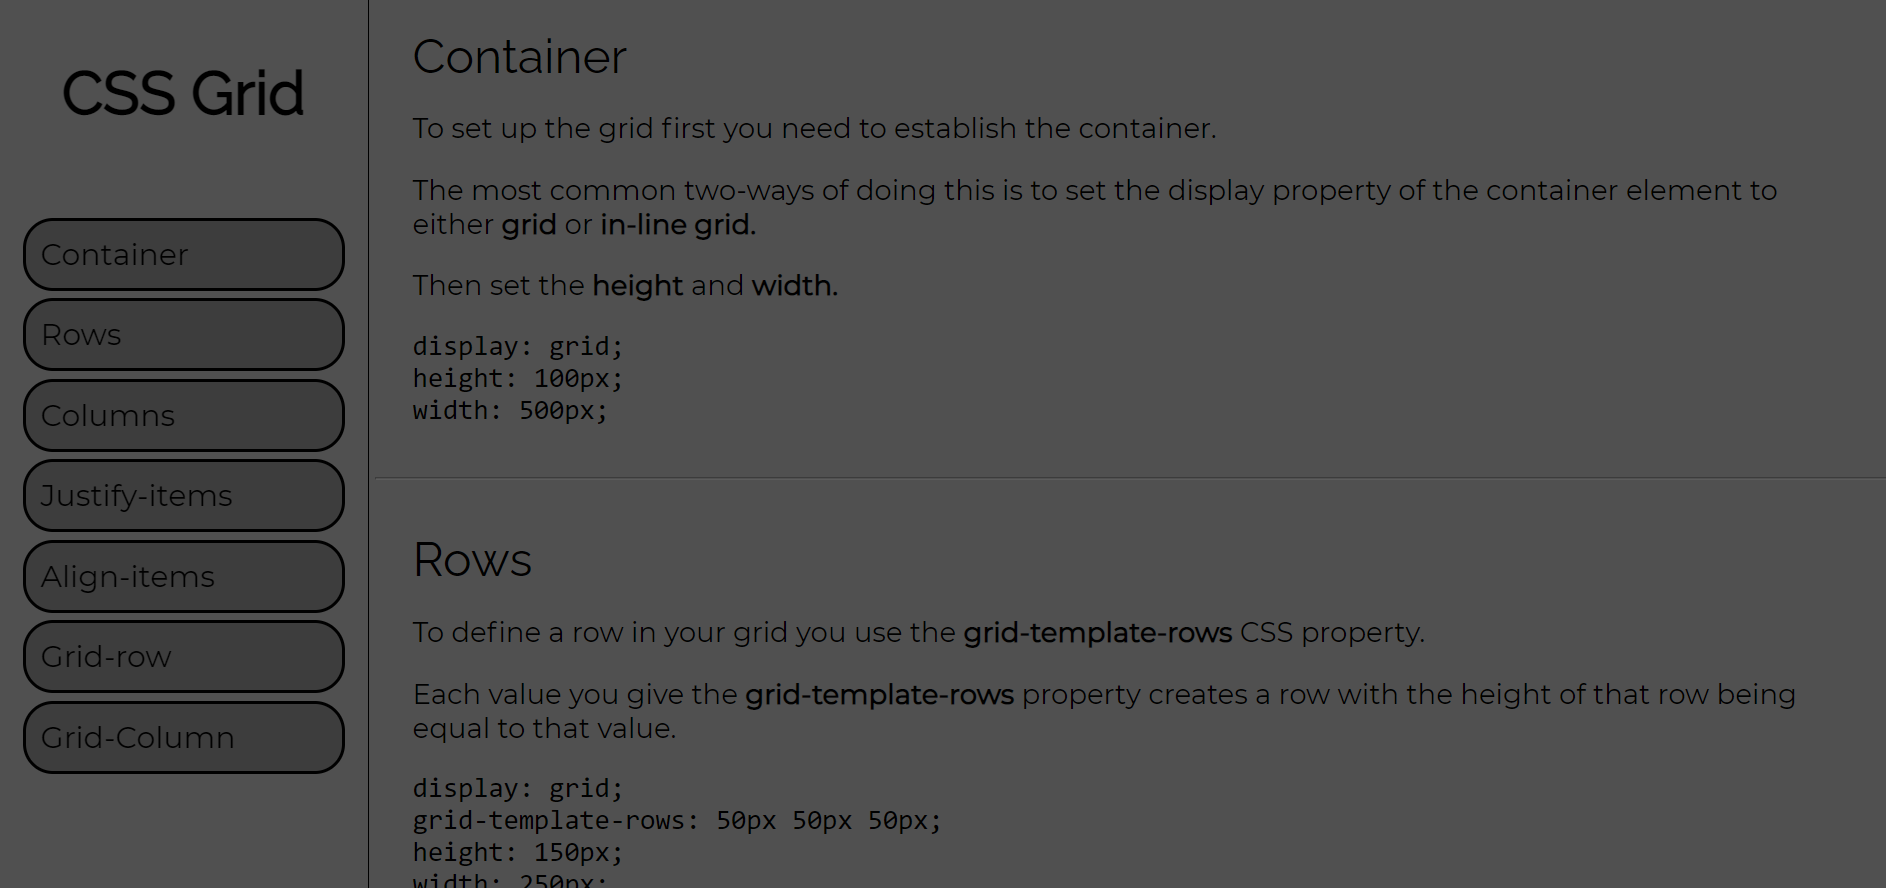 CSS Grid
Container
Rows
Columns
Justify-items
Align-items
Grid-row
Grid-Column
Container
To set up the grid first you need to establish the container.
The most common two-ways of doing this is to set the display property of the container element to
either grid or in-line grid.
Then set the height and width.
display: grid;
height: 100px;
width: 500px;
Rows
To define a row in your grid you use the grid-template-rows CSS property.
Each value you give the grid-template-rows property creates a row with the height of that row being
equal to that value.
display: grid;
grid-template-rows: 50px 50px 50px;
height: 150px;
width: 250px;